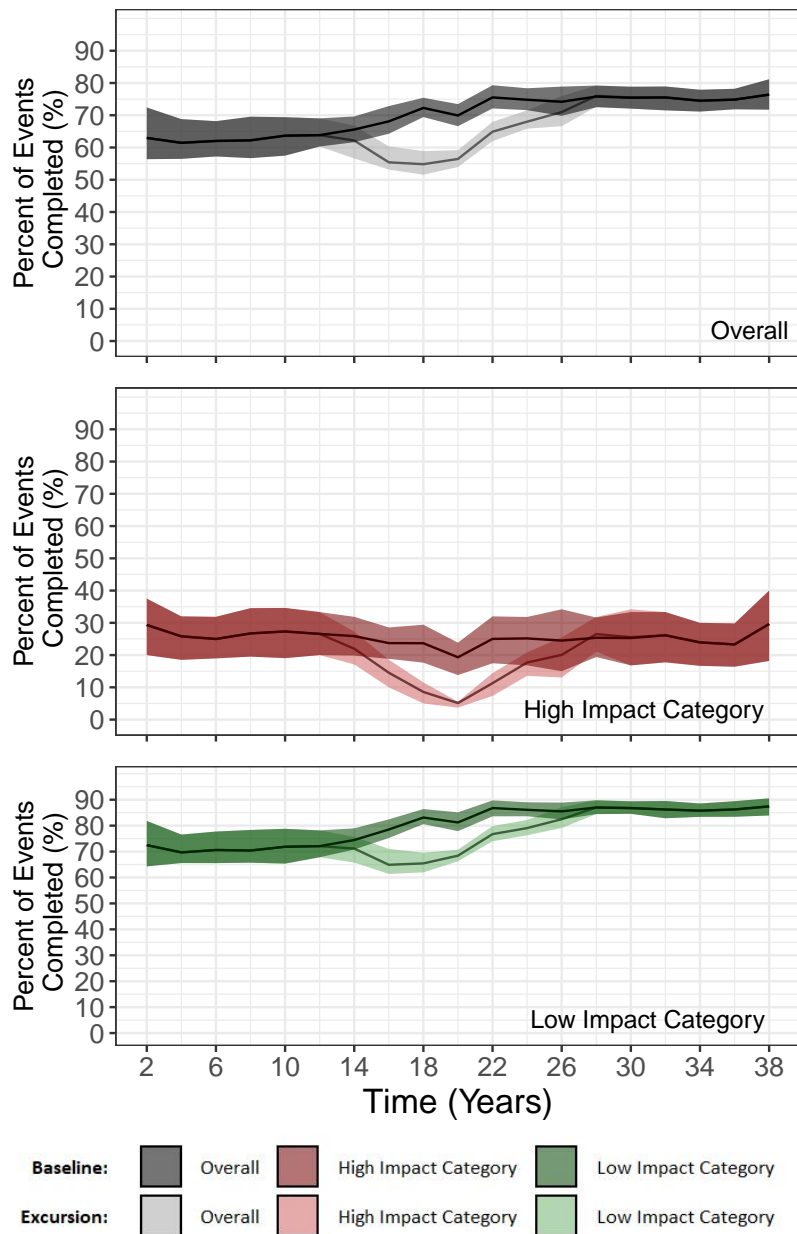 Percent of Events
Completed (%)
90
80
70
60
50
40
30
20
10
0
Overall
Percent of Events
Completed (%)
90
80
70
60
50
40
30
20
10
0
High Impact Category
Percent of Events
Completed (%)
90
80
70
60
50
40
30
20
10
0
Low Impact Category
2 6 10 14 18 22 26 30 34 38
Time (Years)
Baseline: Overall High Impact Category Low Impact Category
Excursion: Overall High Impact Category Low Impact Category